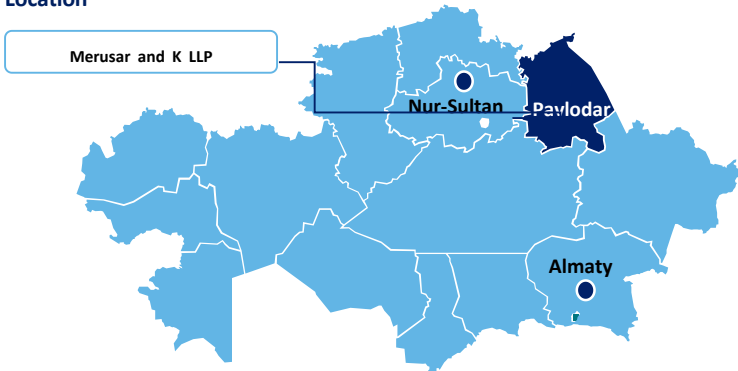 Location
Merusar and K LLP
Nur-Sultan
Pavlodar
Almaty